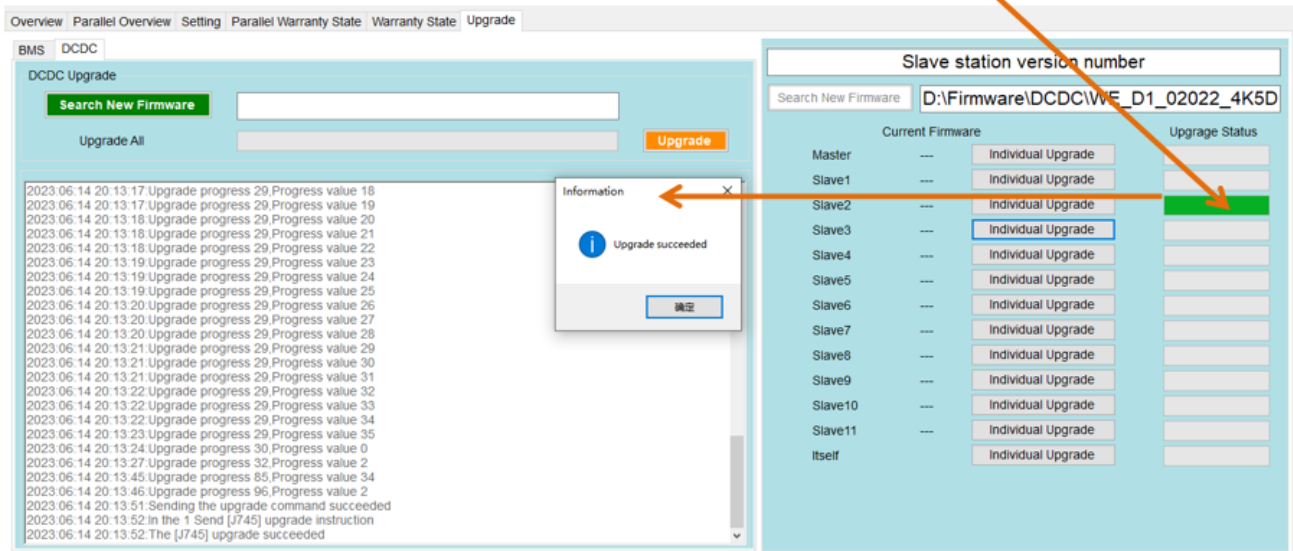 Overview Parallel Overview Setting Parallel Warranty State Warranty State Upgrade
BMS DCDC
DCDC Upgrade
Search New Firmware
Upgrade All Upgrade
2023:06:14 20:13:17:Upgrade progress 29,Progress value 18
2023:06:14 20:13:17:Upgrade progress 29,Progress value 19
2023:06:14 20:13:18:Upgrade progress 29,Progress value 20
2023:06:14 20:13:18:Upgrade progress 29,Progress value 21
2023:06:14 20:13:18:Upgrade progress 29,Progress value 22
2023:06:14 20:13:19:Upgrade progress 29,Progress value 23
2023:06:14 20:13:19:Upgrade progress 29,Progress value 24
2023:06:14 20:13:19:Upgrade progress 29,Progress value 25
2023:06:14 20:13:20:Upgrade progress 29,Progress value 26
2023:06:14 20:13:20:Upgrade progress 29,Progress value 27
2023:06:14 20:13:20:Upgrade progress 29,Progress value 28
2023:06:14 20:13:21:Upgrade progress 29,Progress value 29
2023:06:14 20:13:21:Upgrade progress 29,Progress value 30
2023:06:14 20:13:21:Upgrade progress 29,Progress value 31
2023:06:14 20:13:22:Upgrade progress 29,Progress value 32
2023:06:14 20:13:22:Upgrade progress 29,Progress value 33
2023:06:14 20:13:22:Upgrade progress 29,Progress value 34
2023:06:14 20:13:23:Upgrade progress 29,Progress value 35
2023:06:14 20:13:24:Upgrade progress 30,Progress value 0
2023:06:14 20:13:27:Upgrade progress 32,Progress value 2
2023:06:14 20:13:45:Upgrade progress 85,Progress value 34
2023:06:14 20:13:46:Upgrade progress 96,Progress value 2
2023:06:14 20:13:51:Sending the upgrade command succeeded
2023:06:14 20:13:52:In the 1 Send [J745] upgrade instruction
2023:06:14 20:13:52:The [J745] upgrade succeeded
Information
Upgrade succeeded
确定
Slave station version number
Search New Firmware D:\Firmware\DCDC\WE_D1_02022_4K5D
Current Firmware Upgrage Status
Master --- Individual Upgrade
Slave1 --- Individual Upgrade
Slave2 --- Individual Upgrade
Slave3 --- Individual Upgrade
Slave4 --- Individual Upgrade
Slave5 --- Individual Upgrade
Slave6 --- Individual Upgrade
Slave7 --- Individual Upgrade
Slave8 --- Individual Upgrade
Slave9 --- Individual Upgrade
Slave10 --- Individual Upgrade
Slave11 --- Individual Upgrade
Itself Individual Upgrade